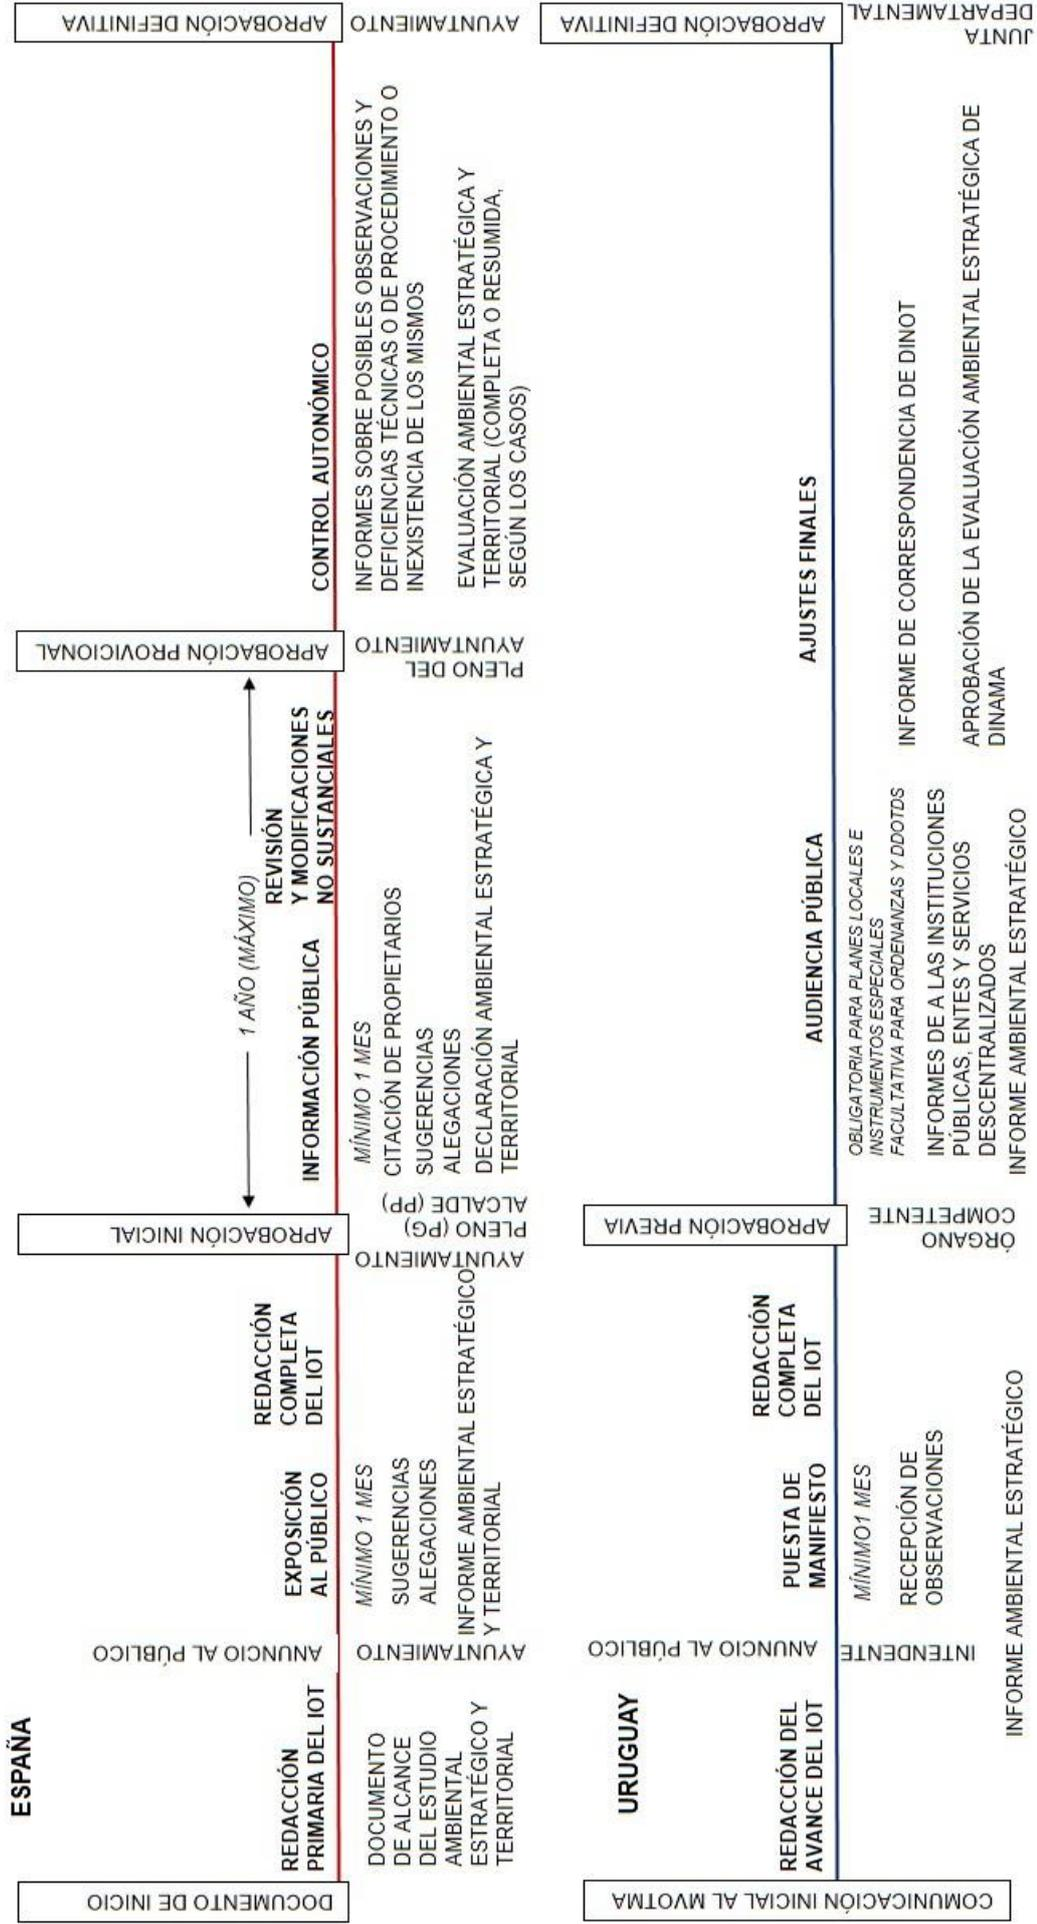 ESPAÑA
DOCUMENTO DE INICIO
REDACCIÓN
PRIMARIA DEL IOT
DOCUMENTO
DE ALCANCE
DEL ESTUDIO
AMBIENTAL
ESTRATÉGICO Y
TERRITORIAL
ANUNCIO AL PÚBLICO
AYUNTAMIENTO
EXPOSICIÓN
AL PÚBLICO
MÍNIMO 1 MES
SUGERENCIAS
ALEGACIONES
INFORME AMBIENTAL ESTRATÉGICO
Y TERRITORIAL
REDACCIÓN
COMPLETA
DEL IOT
APROBACIÓN INICIAL
AYUNTAMIENTO
PLENO (PG)
ALCALDE (PP)
1 AÑO (MÁXIMO)
INFORMACIÓN PÚBLICA
MÍNIMO 1 MES
CITACIÓN DE PROPIETARIOS
SUGERENCIAS
ALEGACIONES
DECLARACIÓN AMBIENTAL ESTRATÉGICA Y
TERRITORIAL
REVISIÓN
Y MODIFICACIONES
NO SUSTANCIALES
APROBACIÓN PROVICIONAL
PLENO DEL
AYUNTAMIENTO
CONTROL AUTONÓMICO
INFORMES SOBRE POSIBLES OBSERVACIONES Y
DEFICIENCIAS TÉCNICAS O DE PROCEDIMIENTO O
INEXISTENCIA DE LOS MISMOS
EVALUACIÓN AMBIENTAL ESTRATÉGICA Y
TERRITORIAL (COMPLETA O RESUMIDA,
SEGÚN LOS CASOS)
APROBACIÓN DEFINITIVA
AYUNTAMIENTO
URUGUAY
COMUNICACIÓN INICIAL AL MVOTMA
REDACCIÓN DEL
AVANCE DEL IOT
ANUNCIO AL PÚBLICO
INTENDENTE
PUESTA DE
MANIFIESTO
MÍNIMO1 MES
RECEPCIÓN DE
OBSERVACIONES
INFORME AMBIENTAL ESTRATÉGICO
REDACCIÓN
COMPLETA
DEL IOT
APROBACIÓN PREVIA
ÓRGANO
COMPETENTE
AUDIENCIA PÚBLICA
OBLIGATORIA PARA PLANES LOCALES E
INSTRUMENTOS ESPECIALES
FACULTATIVA PARA ORDENANZAS Y DDOTDS
INFORMES DE A LAS INSTITUCIONES
PÚBLICAS, ENTES Y SERVICIOS
DESCENTRALIZADOS
INFORME AMBIENTAL ESTRATÉGICO
AJUSTES FINALES
INFORME DE CORRESPONDENCIA DE DINOT
APROBACIÓN DE LA EVALUACIÓN AMBIENTAL ESTRATÉGICA DE
DINAMA
APROBACIÓN DEFINITIVA
JUNTA
DEPARTAMENTAL